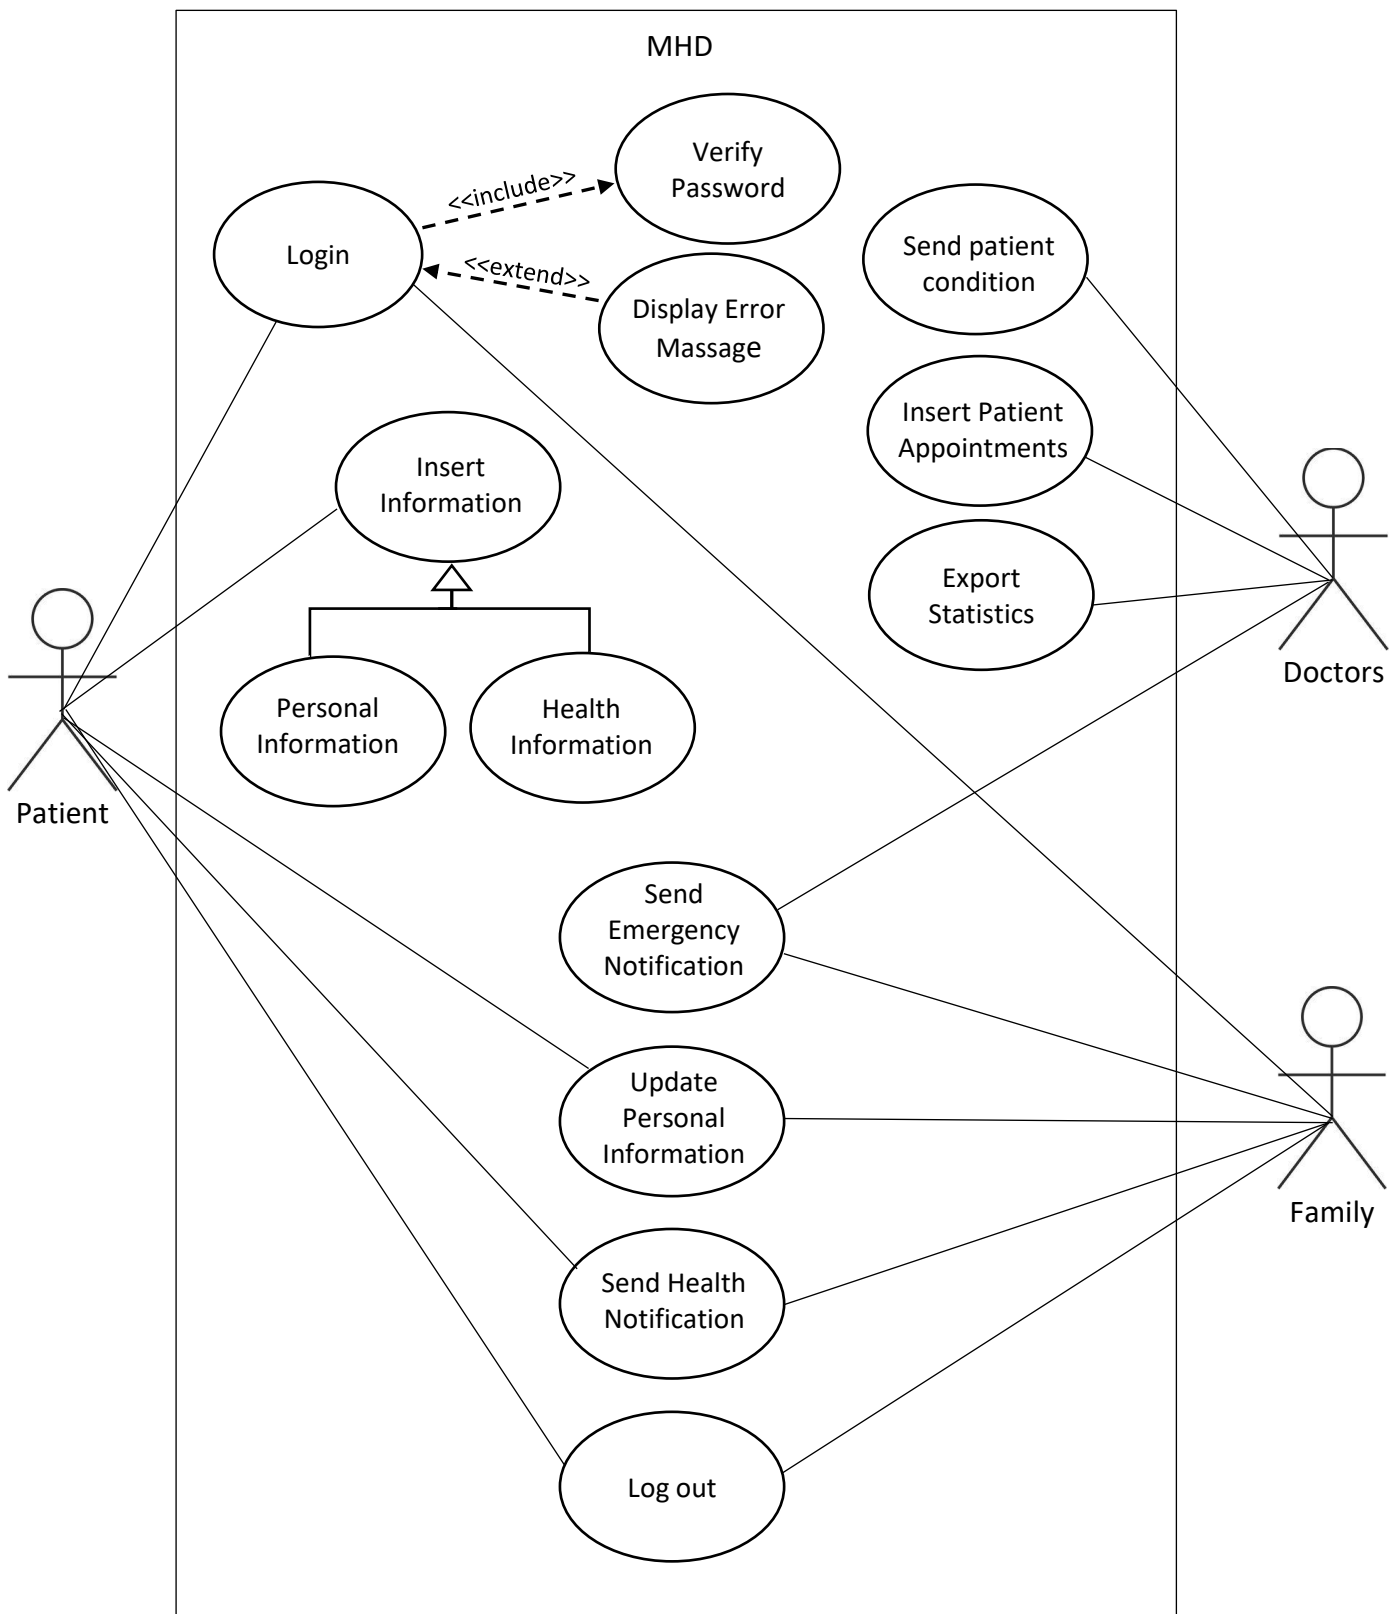 MHD
Verify
Password
<<include>>
Login
<<extend>>
Display Error
Massage
Send patient
condition
Insert Patient
Appointments
Insert
Information
Export
Statistics
Doctors
Personal
Information
Health
Information
Patient
Send
Emergency
Notification
Update
Personal
Information
Family
Send Health
Notification
Log out